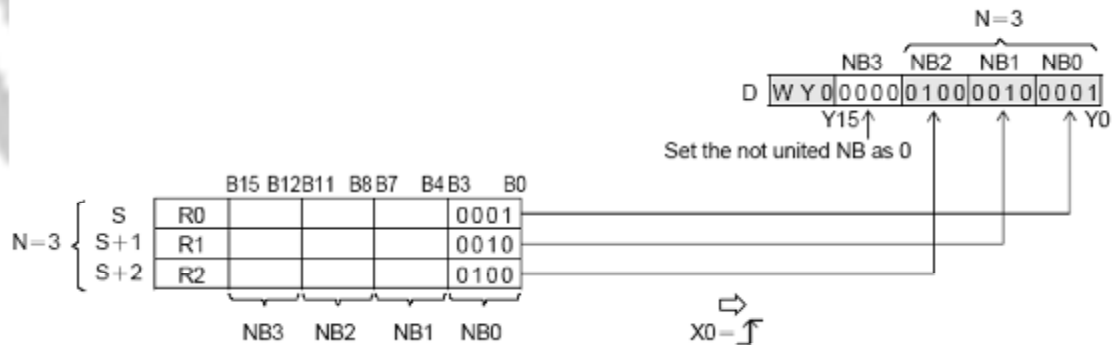 N=3
NB3 NB2 NB1 NB0
D WY0 0000 0100 0010 0001
Y15 Y0
Set the not united NB as 0
B15 B12 B11 B8 B7 B4 B3 B0
S R0 0001
N=3 S+1 R1 0010
S+2 R2 0100
NB3 NB2 NB1 NB0
X0=